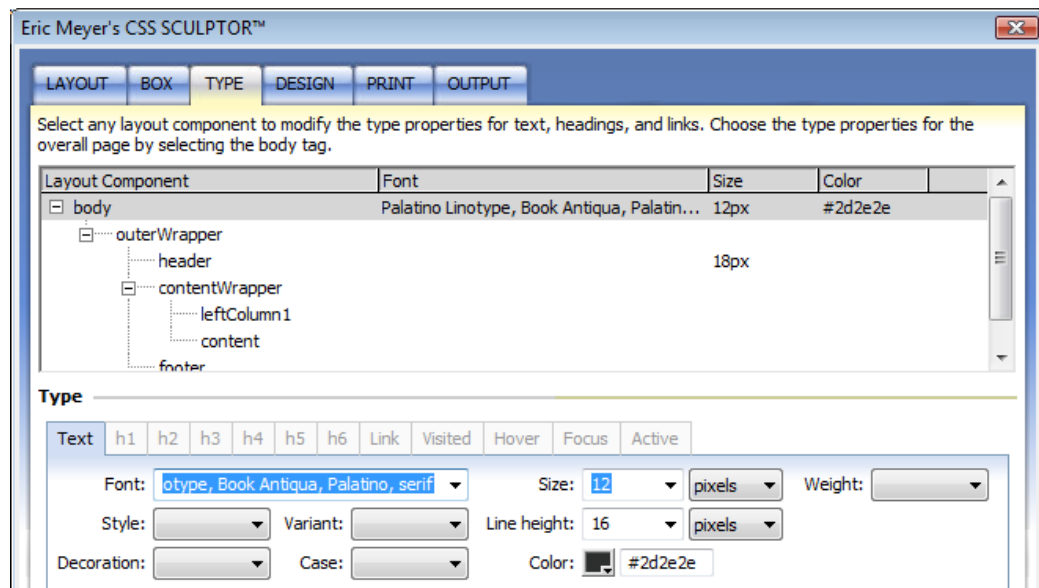 Eric Meyer's CSS SCULPTOR™
LAYOUT BOX TYPE DESIGN PRINT OUTPUT
Select any layout component to modify the type properties for text, headings, and links. Choose the type properties for the
overall page by selecting the body tag.
Layout Component Font Size Color
body Palatino Linotype, Book Antiqua, Palatin... 12px #2d2e2e
outerWrapper
header 18px
contentWrapper
leftColumn1
content
footer
Type
Text h1 h2 h3 h4 h5 h6 Link Visited Hover Focus Active
Font: otype, Book Antiqua, Palatino, serif Size: 12 pixels Weight:
Style: Variant: Line height: 16 pixels
Decoration: Case: Color: #2d2e2e